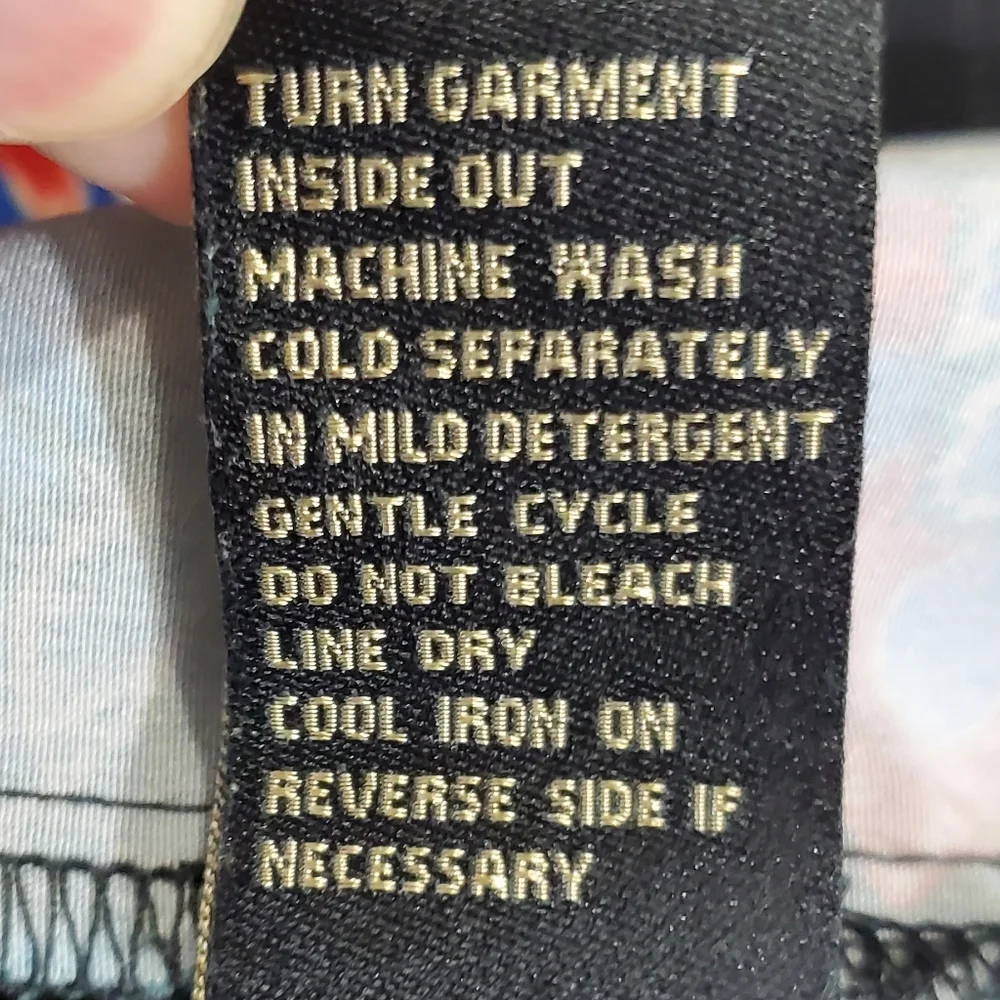 TURN GARMENT
INSIDE OUT
MACHINE WASH
COLD SEPARATELY
IN MILD DETERGENT
GENTLE CYCLE
DO NOT BLEACH
LINE DRY
COOL IRON ON
REVERSE SIDE IF
NECESSARY